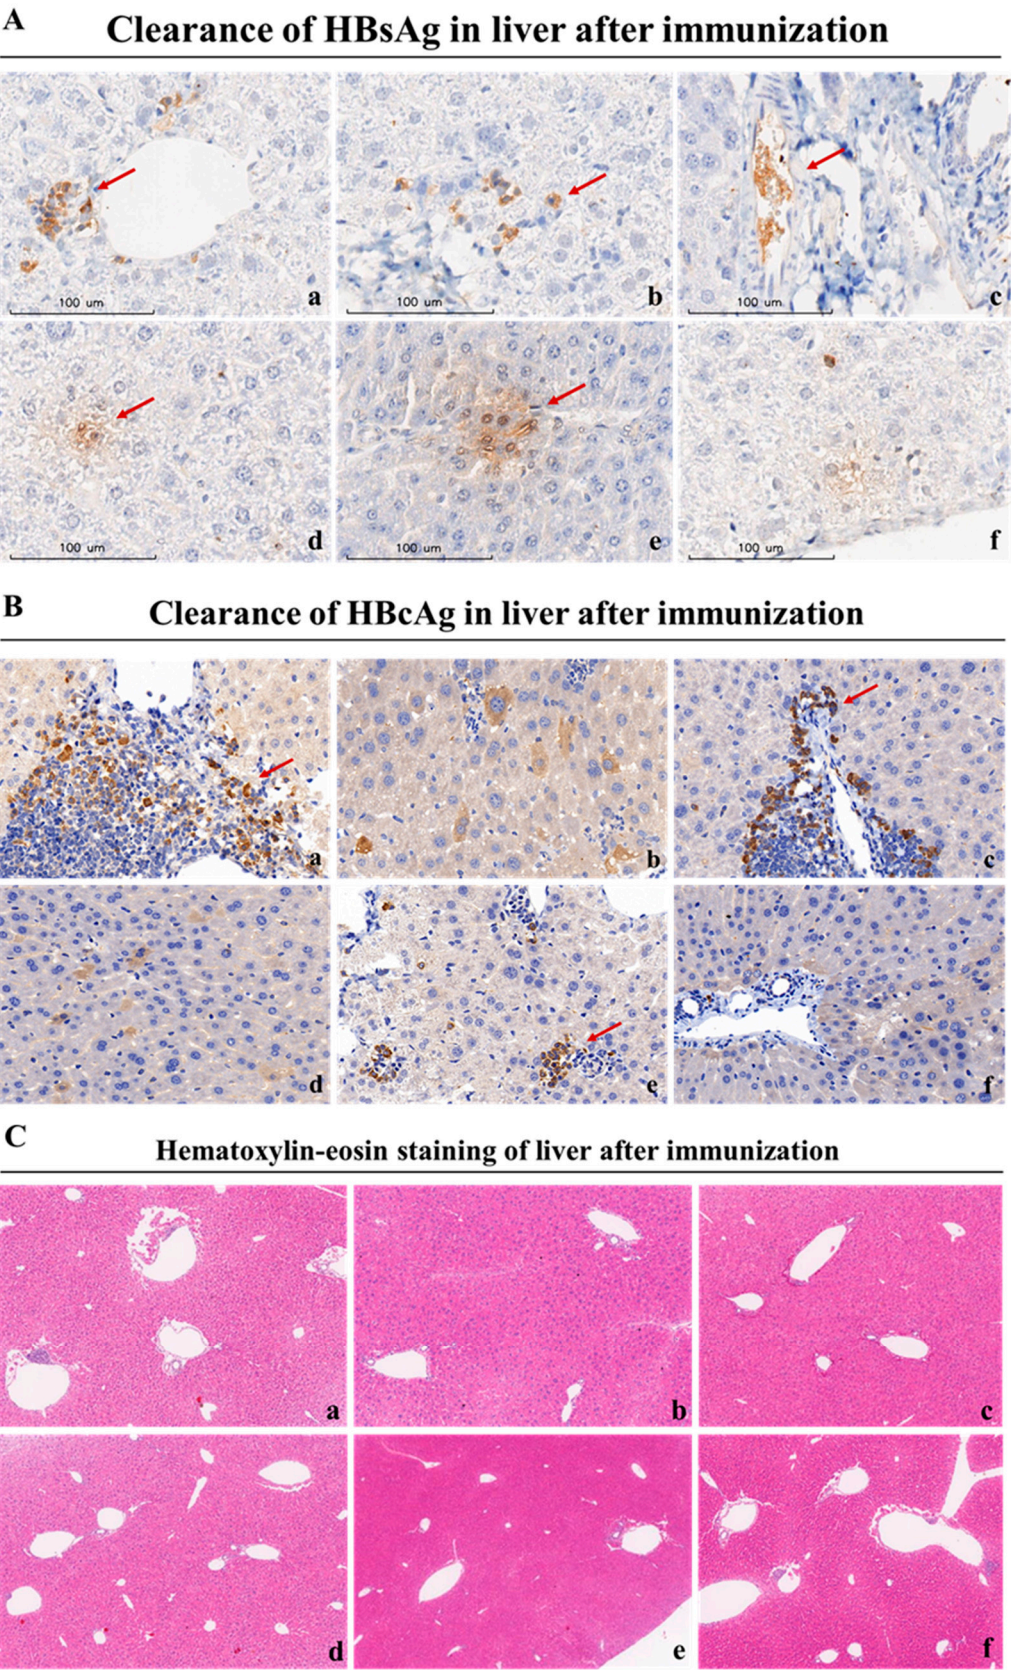 A
Clearance of HBsAg in liver after immunization
a
100 um
b
100 um
c
100 um
d
100 um
e
100 um
f
100 um
B
Clearance of HBcAg in liver after immunization
a
b
c
d
e
f
C
Hematoxylin-eosin staining of liver after immunization
a
b
c
d
e
f